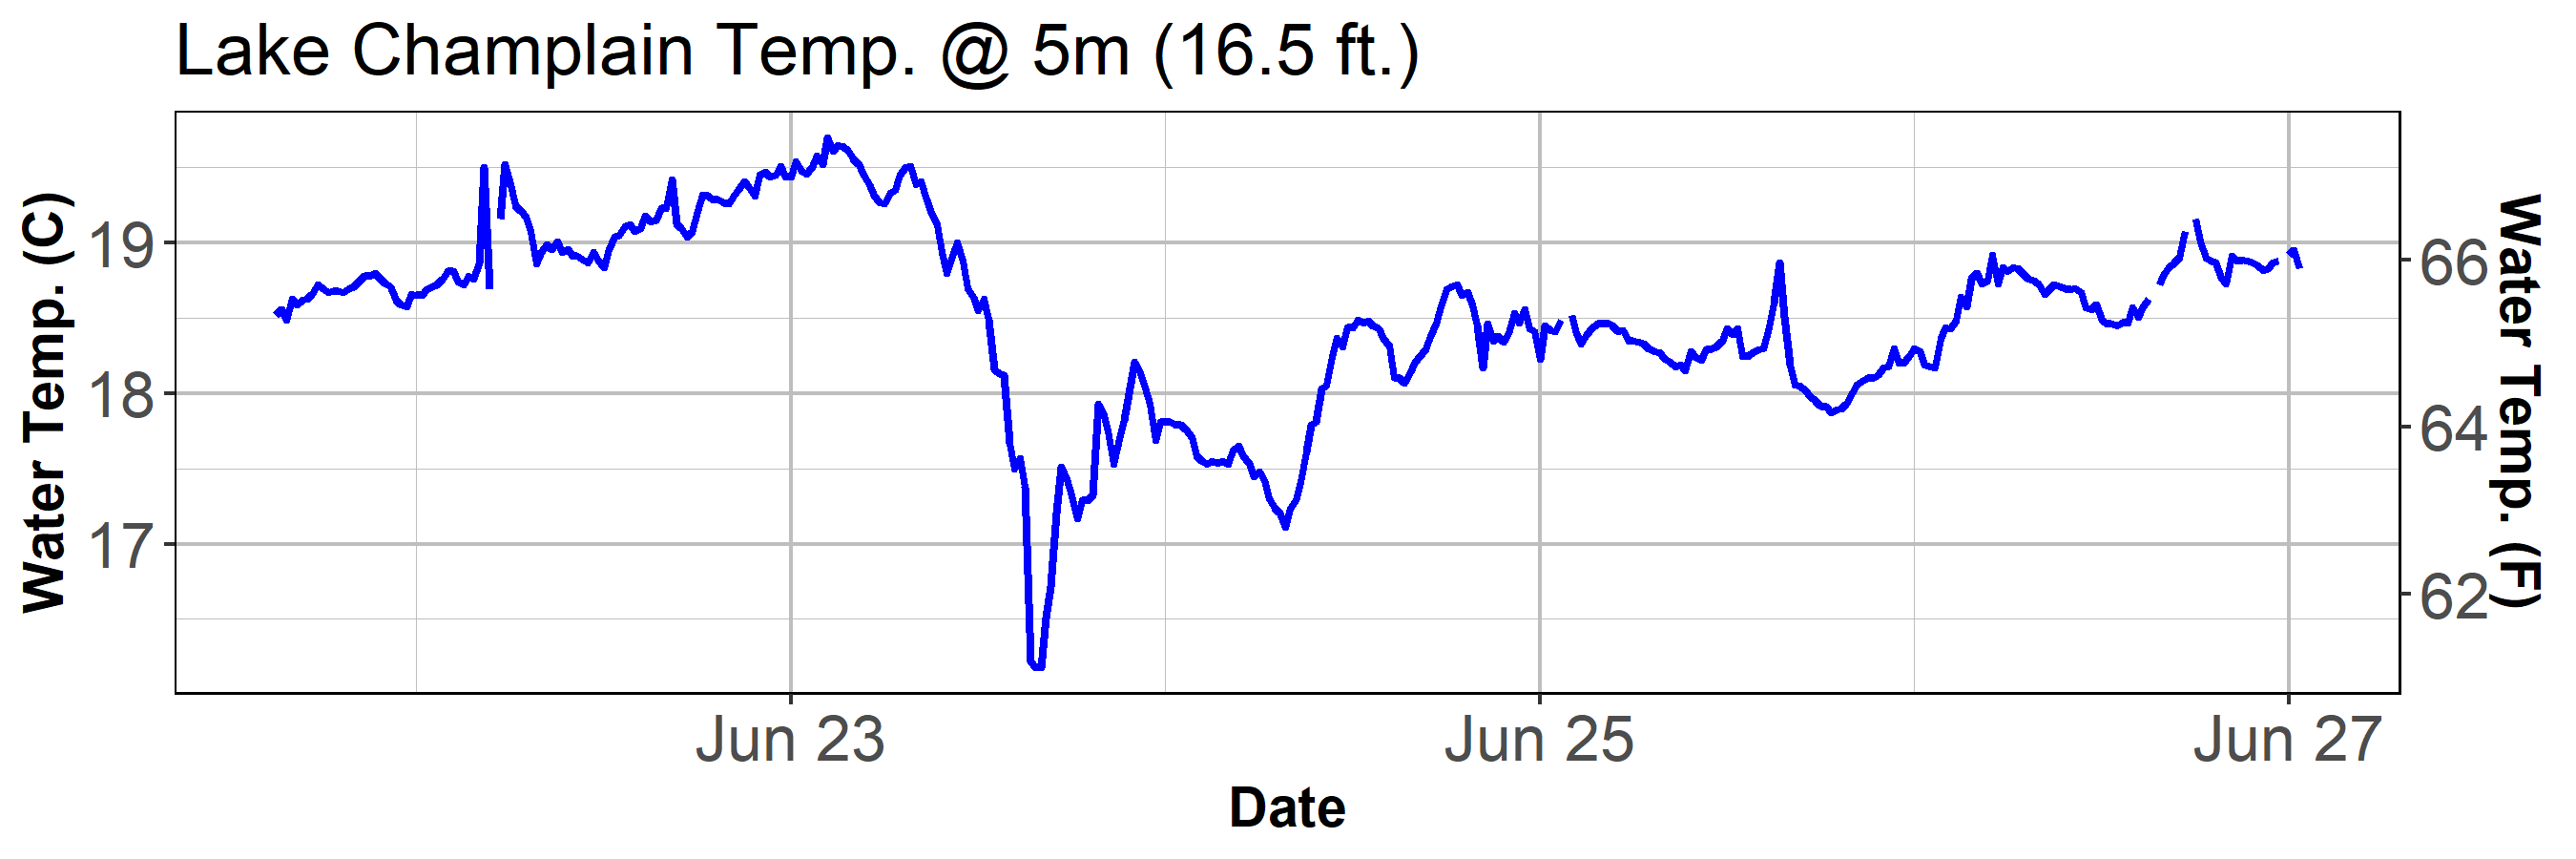 Lake Champlain Temp. @ 5m (16.5 ft.)
Water Temp. (C)
19
18
17
66
64
62
Water Temp. (F)
Jun 23
Jun 25
Jun 27
Date